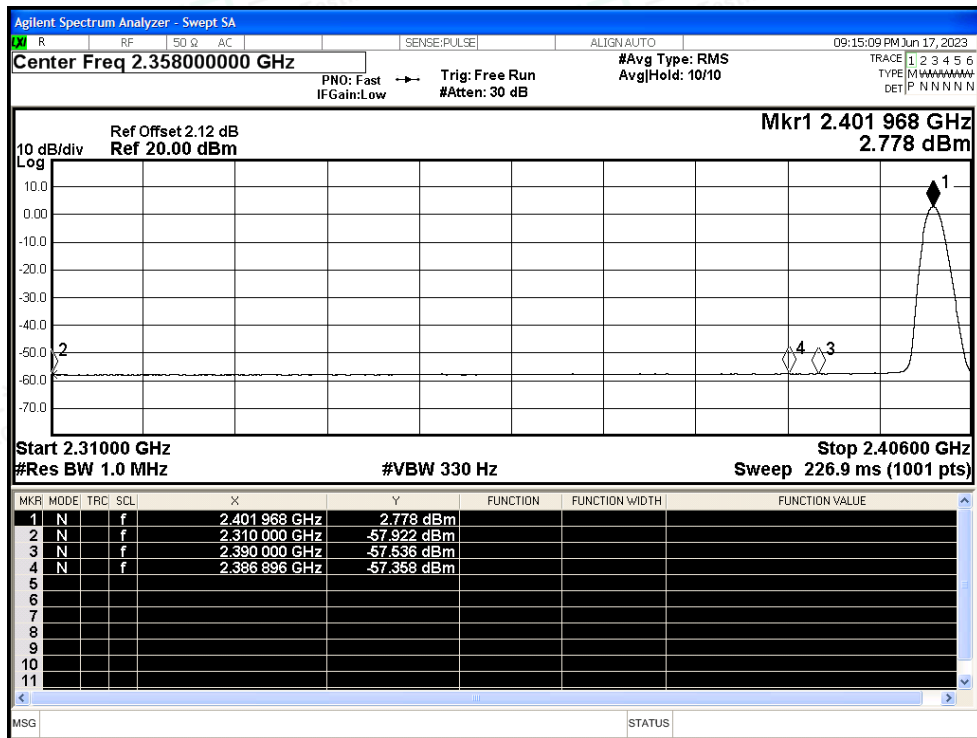 Agilent Spectrum Analyzer - Swept SA
LXI R RF 50 Ω AC SENSE:PULSE ALIGN AUTO 09:15:09 PM Jun 17, 2023
Center Freq 2.358000000 GHz
PNO: Fast
IFGain:Low
Trig: Free Run
#Atten: 30 dB
#Avg Type: RMS
Avg|Hold: 10/10
TRACE 1 2 3 4 5 6
TYPE M WWWWW
DET P N N N N N
Mkr1 2.401 968 GHz
2.778 dBm
Ref Offset 2.12 dB
10 dB/div Ref 20.00 dBm
Log
10.0
0.00
-10.0
-20.0
-30.0
-40.0
-50.0
-60.0
-70.0
1
2
4
3
Start 2.31000 GHz Stop 2.40600 GHz
#Res BW 1.0 MHz #VBW 330 Hz Sweep 226.9 ms (1001 pts)
MKR MODE TRC SCL X Y FUNCTION FUNCTION WIDTH FUNCTION VALUE
1 N f 2.401 968 GHz 2.778 dBm
2 N f 2.310 000 GHz -57.922 dBm
3 N f 2.390 000 GHz -57.536 dBm
4 N f 2.386 896 GHz -57.358 dBm
5
6
7
8
9
10
11
MSG STATUS